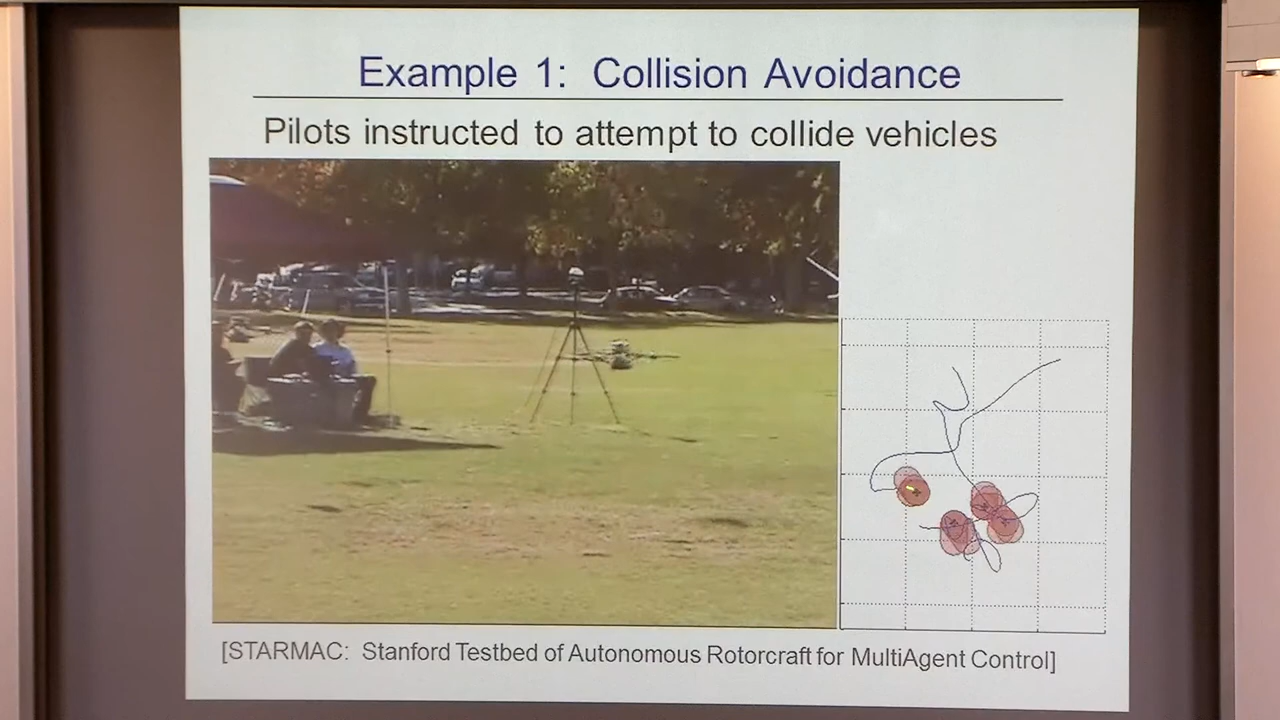 Example 1: Collision Avoidance
Pilots instructed to attempt to collide vehicles
[STARMAC: Stanford Testbed of Autonomous Rotorcraft for MultiAgent Control]